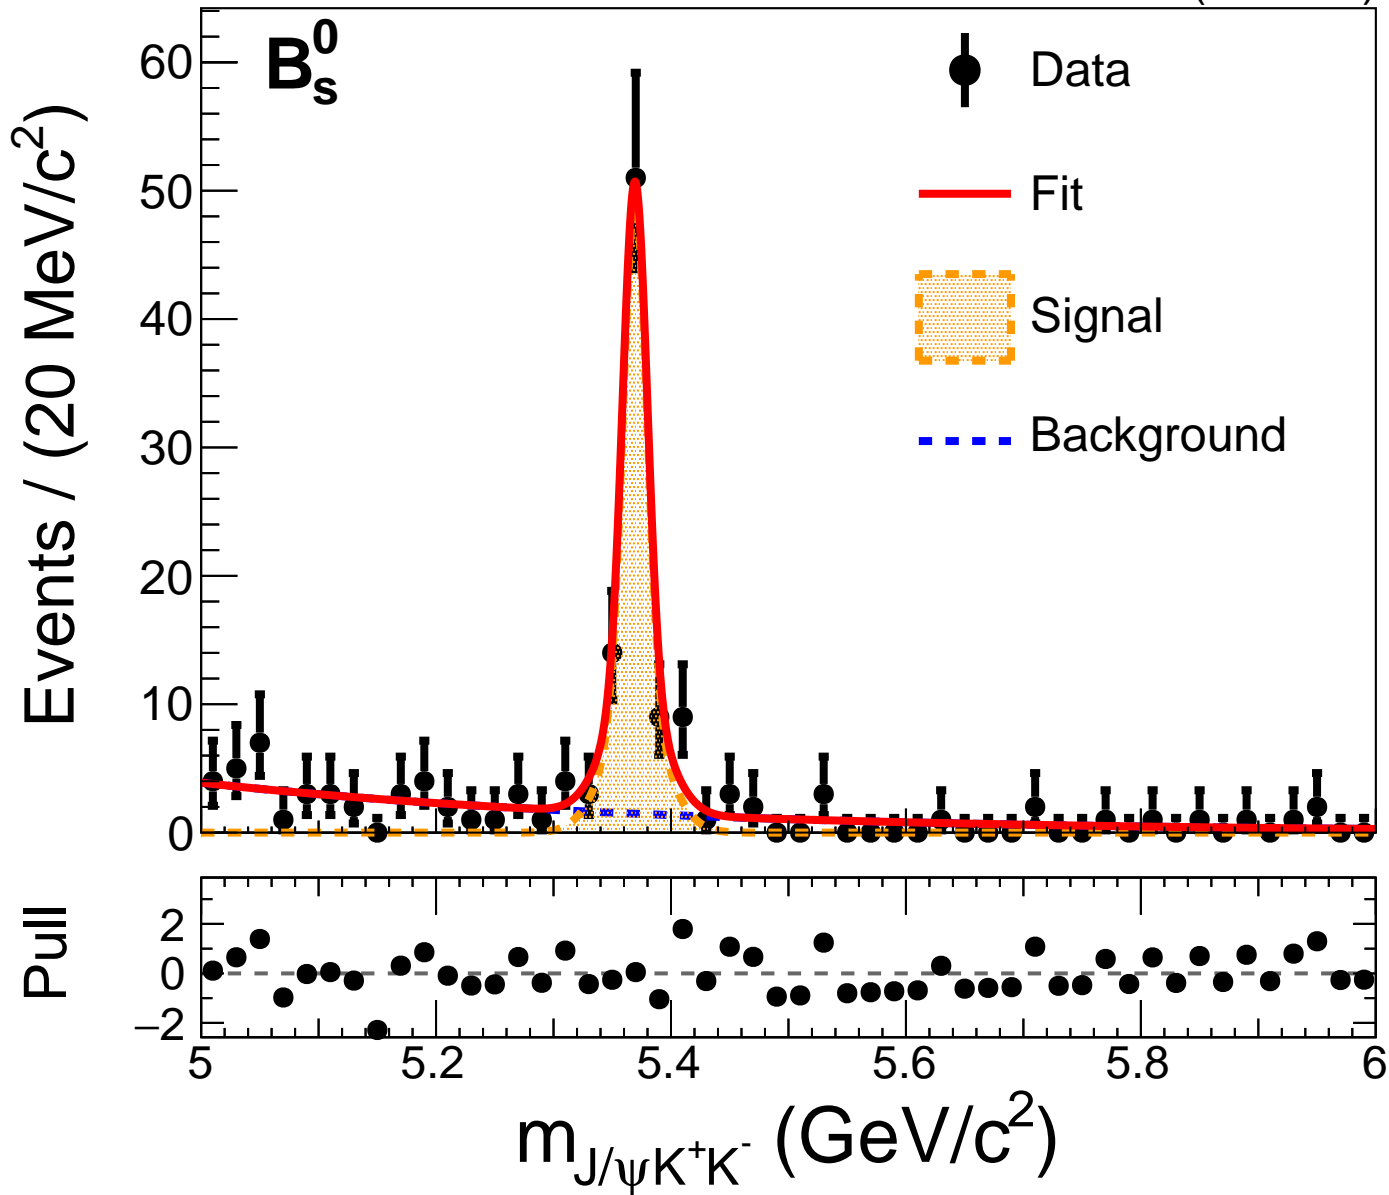 B⁰ₛ
Data
Fit
Signal
Background
Events / (20 MeV/c²)
60
50
40
30
20
10
0
Pull
2
0
−2
5 5.2 5.4 5.6 5.8 6
m_J/ψK⁺K⁻ (GeV/c²)